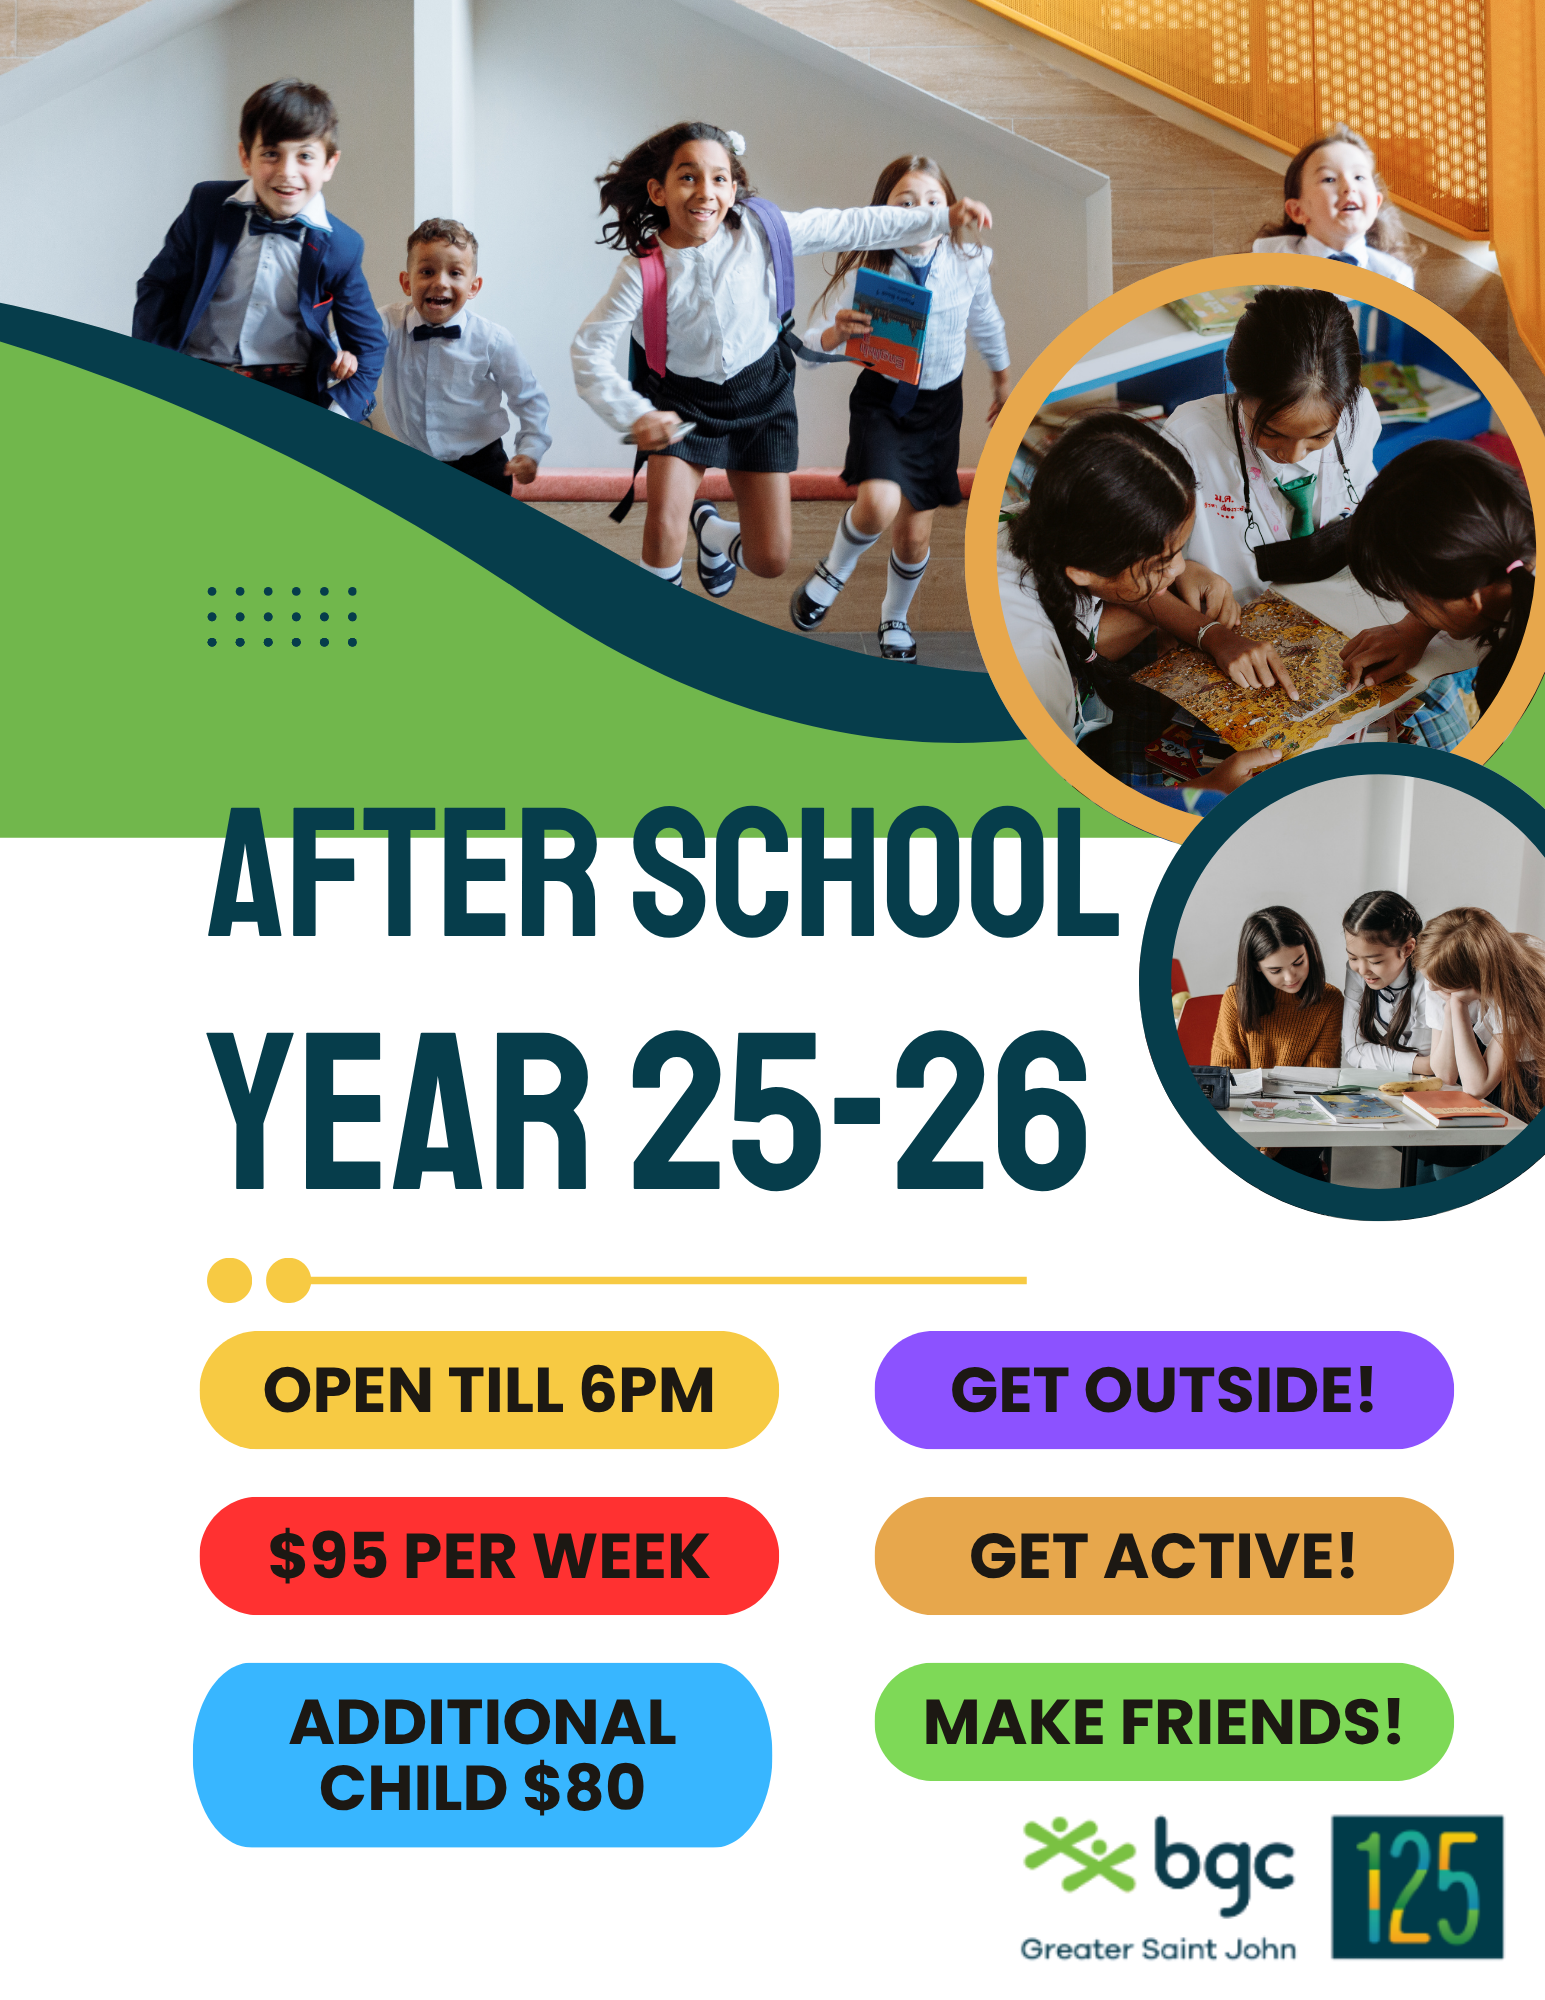 AFTER SCHOOL
YEAR 25-26
OPEN TILL 6PM
GET OUTSIDE!
$95 PER WEEK
GET ACTIVE!
ADDITIONAL
CHILD $80
MAKE FRIENDS!
bgc
Greater Saint John
125